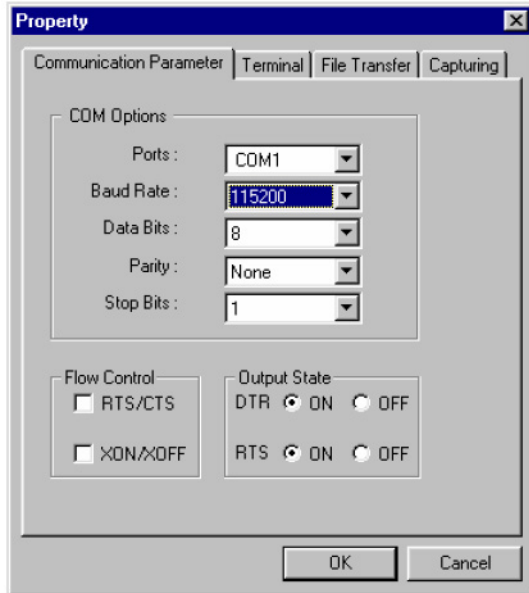 Property
Communication Parameter Terminal File Transfer Capturing
COM Options
Ports : COM1
Baud Rate : 115200
Data Bits : 8
Parity : None
Stop Bits : 1
Flow Control Output State
RTS/CTS DTR ON OFF
XON/XOFF RTS ON OFF
OK Cancel